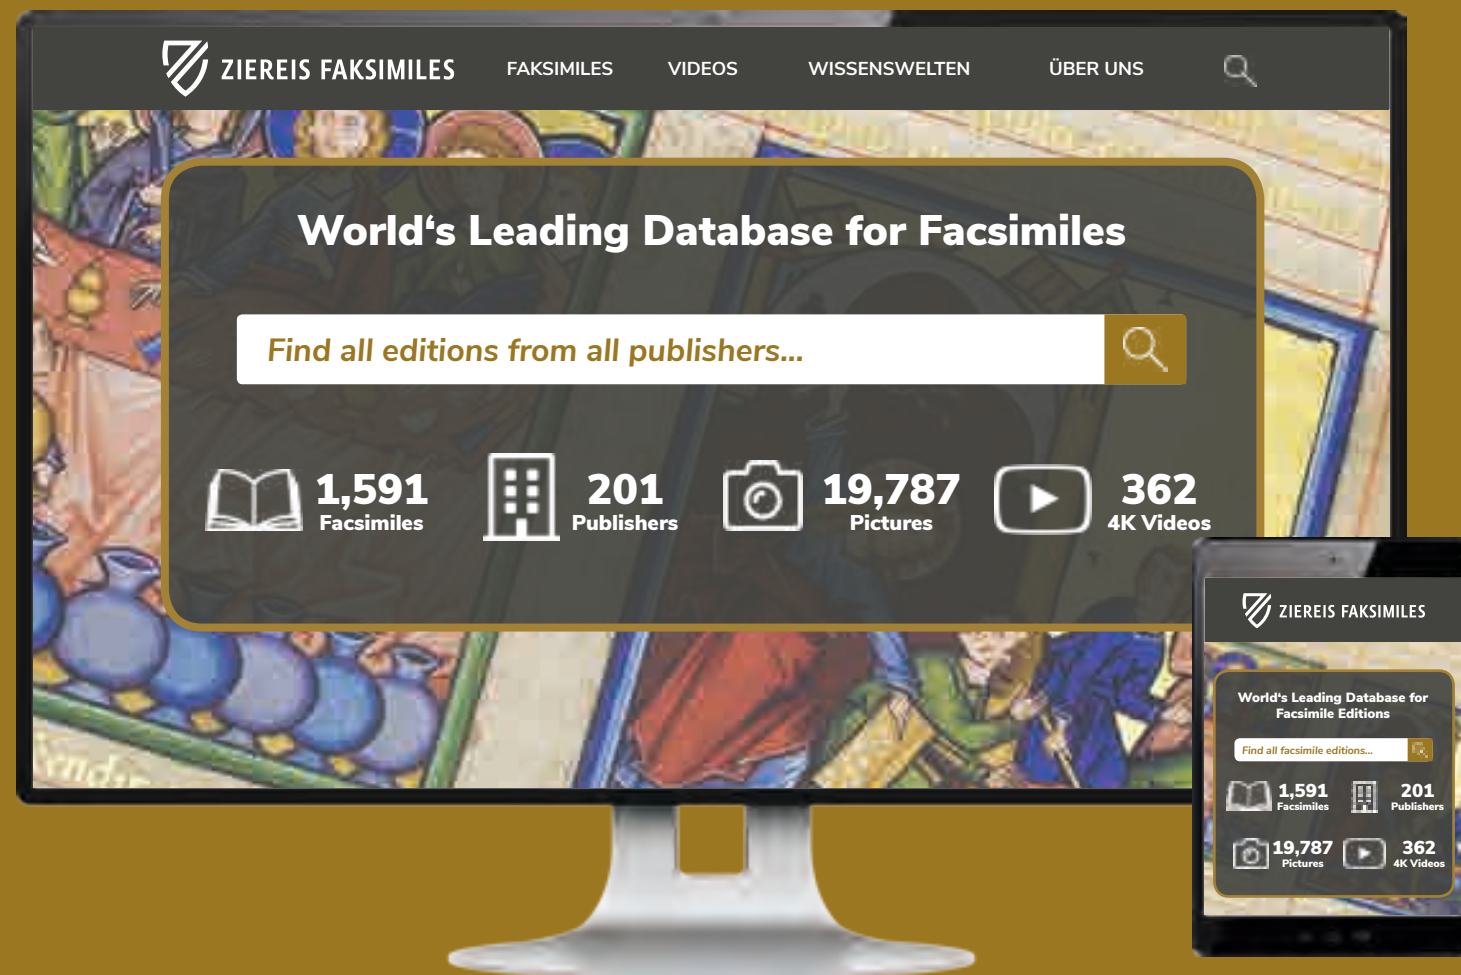 ZIEREIS FAKSIMILES
FAKSIMILES
VIDEOS
WISSENSWELTEN
ÜBER UNS
World‘s Leading Database for Facsimiles
Find all editions from all publishers...
1,591
Facsimiles
201
Publishers
19,787
Pictures
362
4K Videos
ZIEREIS FAKSIMILES
World‘s Leading Database for
Facsimile Editions
Find all facsimile editions...
1,591
Facsimiles
201
Publishers
19,787
Pictures
362
4K Videos